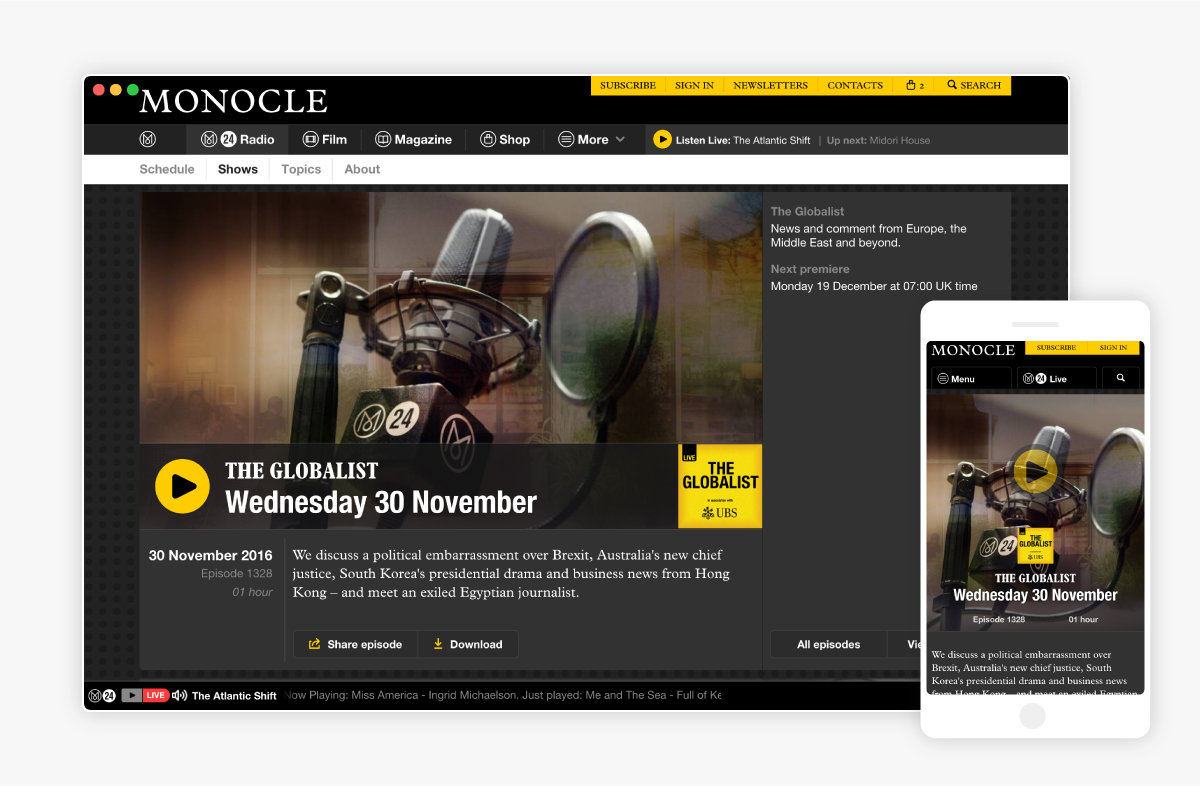 MONOCLE
SUBSCRIBE SIGN IN NEWSLETTERS CONTACTS 2 SEARCH
24 Radio Film Magazine Shop More Listen Live: The Atlantic Shift | Up next: Midori House
Schedule Shows Topics About
24
LIVE
THE GLOBALIST
in association with
UBS
THE GLOBALIST
Wednesday 30 November
30 November 2016
Episode 1328
01 hour
We discuss a political embarrassment over Brexit, Australia's new chief
justice, South Korea's presidential drama and business news from Hong
Kong – and meet an exiled Egyptian journalist.
Share episode Download
The Globalist
News and comment from Europe, the
Middle East and beyond.
Next premiere
Monday 19 December at 07:00 UK time
All episodes
24 LIVE The Atlantic Shift Now Playing: Miss America - Ingrid Michaelson. Just played: Me and The Sea - Full of Ke
MONOCLE SUBSCRIBE SIGN IN
Menu 24 Live
24
THE GLOBALIST
UBS
THE GLOBALIST
Wednesday 30 November
Episode 1328 01 hour
We discuss a political embarrassment over
Brexit, Australia's new chief justice, South
Korea's presidential drama and business news
from Hong Kong – and meet an exiled Egyptian